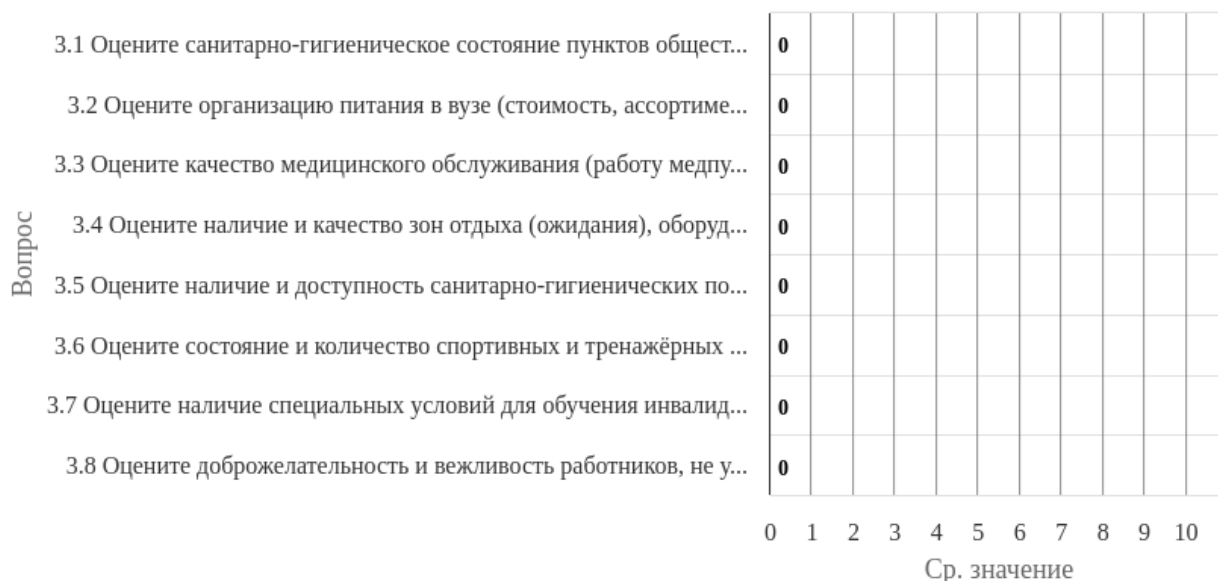 3.1 Оцените санитарно-гигиеническое состояние пунктов общест... 0
3.2 Оцените организацию питания в вузе (стоимость, ассортиме... 0
3.3 Оцените качество медицинского обслуживания (работу медпу... 0
3.4 Оцените наличие и качество зон отдыха (ожидания), оборуд... 0
3.5 Оцените наличие и доступность санитарно-гигиенических по... 0
3.6 Оцените состояние и количество спортивных и тренажёрных ... 0
3.7 Оцените наличие специальных условий для обучения инвалид... 0
3.8 Оцените доброжелательность и вежливость работников, не у... 0
Вопрос
0 1 2 3 4 5 6 7 8 9 10
Ср. значение